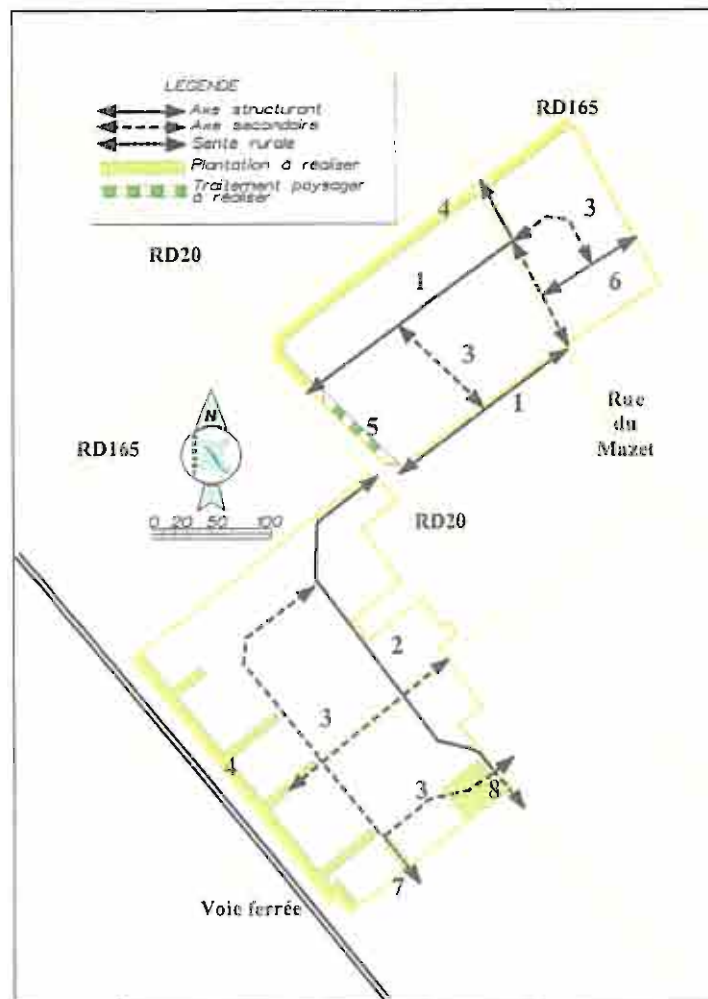 LÉGENDE
Axe structurant
Axe secondaire
Sente rurale
Plantation à réaliser
Traitement paysager
à réaliser
RD165
RD20
4
3
1
6
3
1
Rue
du
Mazet
5
N
RD165
RD20
0 20 50 100
2
3
4
3
8
7
Voie ferrée